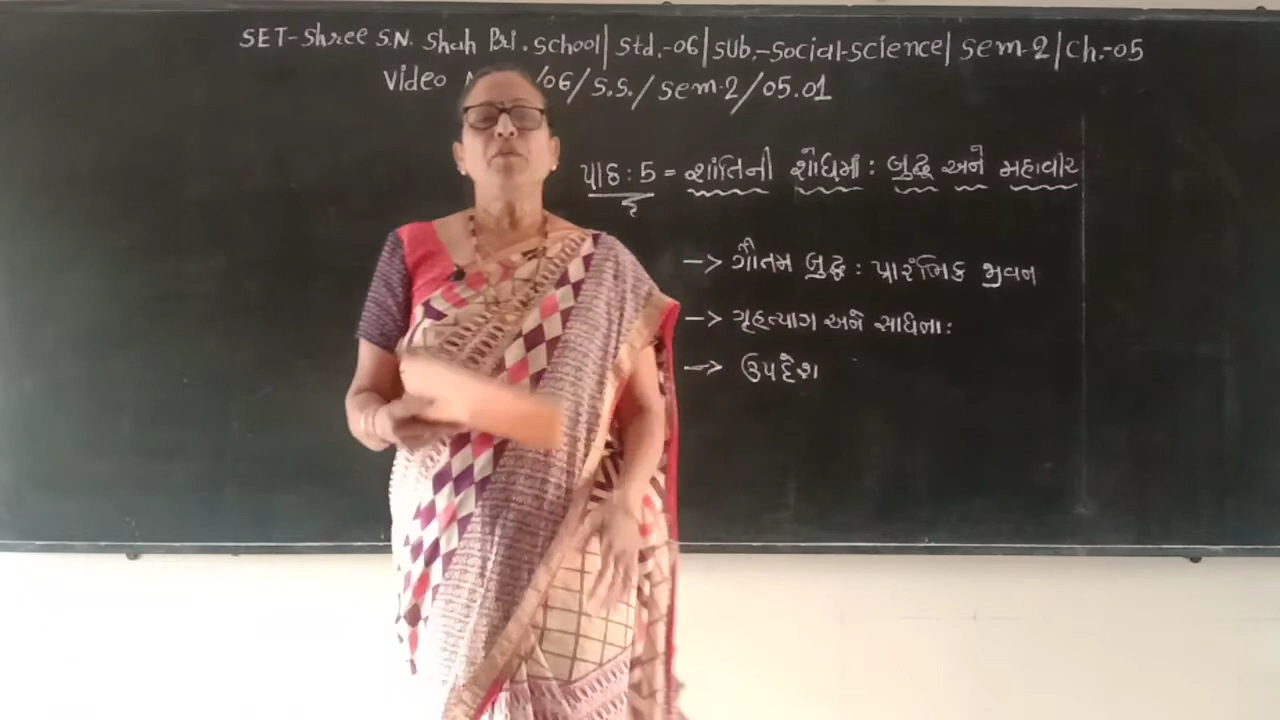 SET-Shree S.N. Shah Pri. School | Std.-06 | Sub.-Social-Science | Sem-2 | Ch.-05
Video /06/S.S./Sem-2/05.01
પાઠ : 5 = શાંતિની શોધમાં : બુદ્ધ અને મહાવીર
-> ગૌતમ બુદ્ધ : પ્રારંભિક જીવન
-> ગૃહત્યાગ અને સાધના :
-> ઉપદેશ